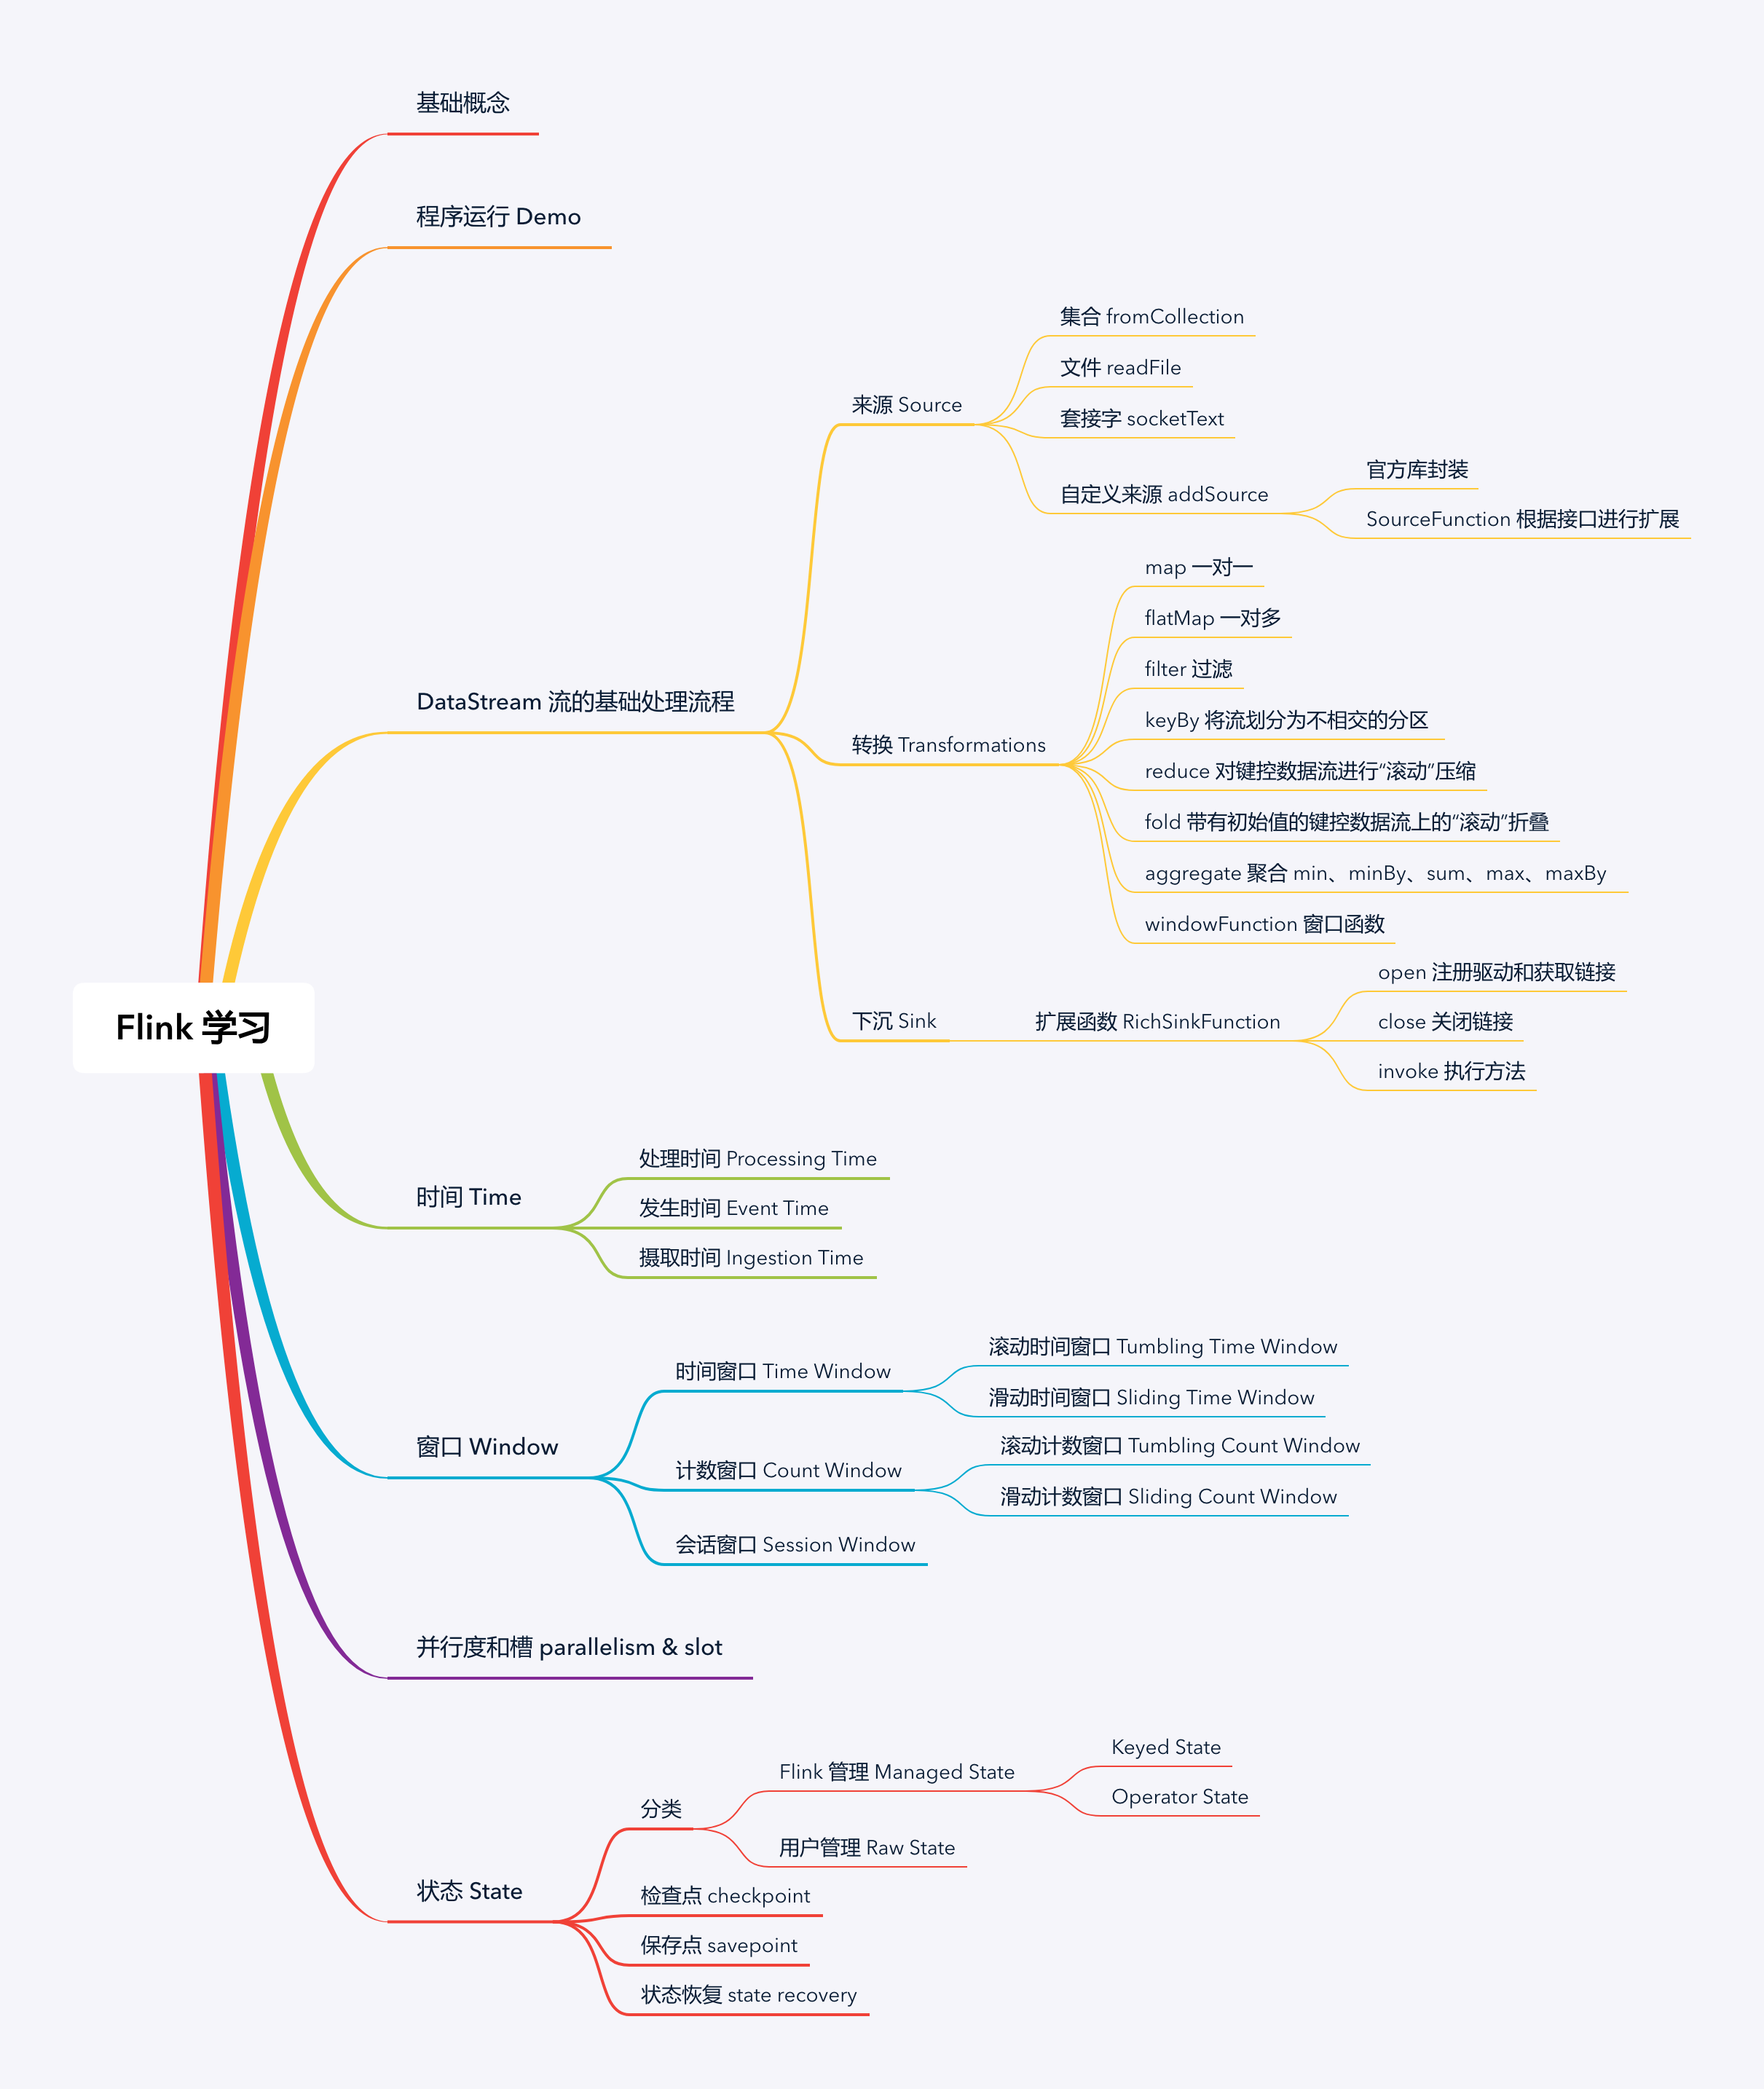 基础概念
程序运行 Demo
集合 fromCollection
文件 readFile
来源 Source
套接字 socketText
官方库封装
自定义来源 addSource
SourceFunction 根据接口进行扩展
map 一对一
flatMap 一对多
filter 过滤
DataStream 流的基础处理流程
keyBy 将流划分为不相交的分区
转换 Transformations
reduce 对键控数据流进行“滚动”压缩
fold 带有初始值的键控数据流上的“滚动”折叠
aggregate 聚合 min、minBy、sum、max、maxBy
windowFunction 窗口函数
open 注册驱动和获取链接
下沉 Sink
扩展函数 RichSinkFunction
close 关闭链接
Flink 学习
invoke 执行方法
处理时间 Processing Time
时间 Time
发生时间 Event Time
摄取时间 Ingestion Time
滚动时间窗口 Tumbling Time Window
时间窗口 Time Window
滑动时间窗口 Sliding Time Window
窗口 Window
滚动计数窗口 Tumbling Count Window
计数窗口 Count Window
滑动计数窗口 Sliding Count Window
会话窗口 Session Window
并行度和槽 parallelism & slot
Keyed State
Flink 管理 Managed State
Operator State
分类
用户管理 Raw State
状态 State
检查点 checkpoint
保存点 savepoint
状态恢复 state recovery